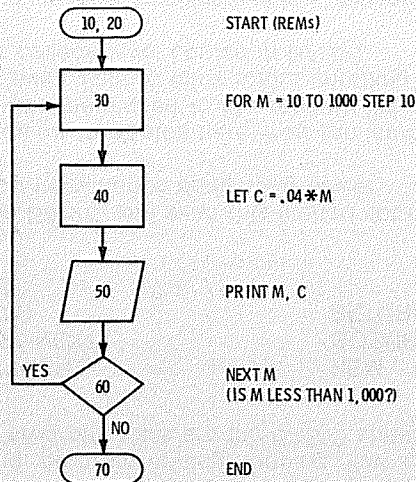 10, 20 START (REMs)
30 FOR M = 10 TO 1000 STEP 10
40 LET C = .04*M
50 PRINT M, C
YES 60 NEXT M
(IS M LESS THAN 1,000?)
NO
70 END